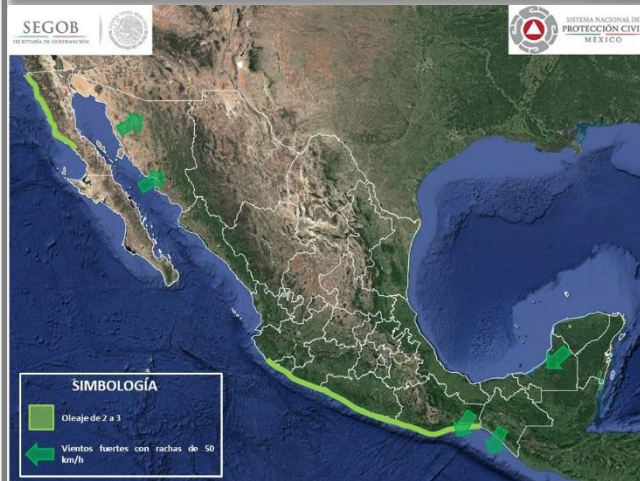 SEGOB
SECRETARÍA DE GOBERNACIÓN
SISTEMA NACIONAL DE
PROTECCIÓN CIVI
MÉXICO
SIMBOLOGÍA
Oleaje de 2 a 3
Vientos fuertes con rachas de 50
km/h